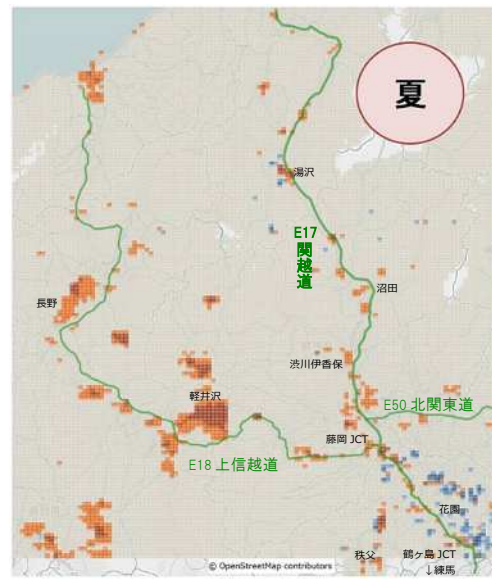 夏
湯沢
E17
関越道
長野
沼田
渋川伊香保
軽井沢
E50 北関東道
藤岡 JCT
E18 上信越道
花園
秩父
鶴ヶ島 JCT
↓練馬
© OpenStreetMap contributors